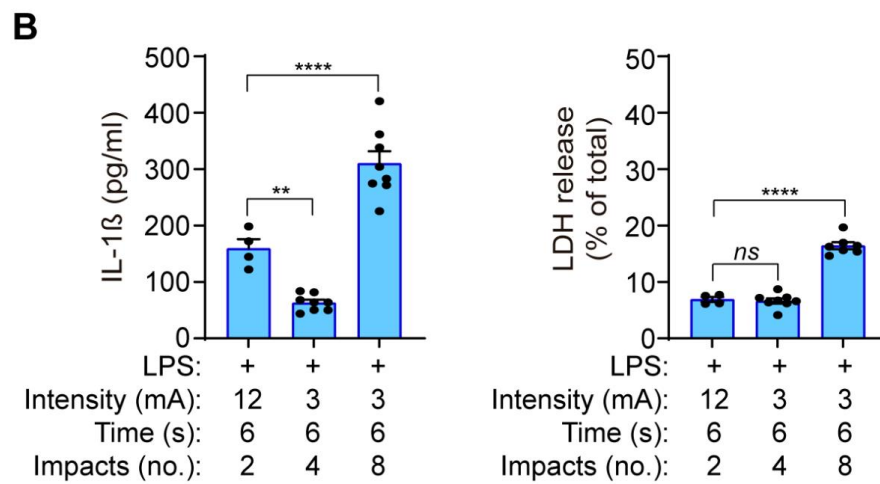 B
IL-1ß (pg/ml)
500
400
300
200
100
0
****
**
LPS: + + +
Intensity (mA): 12 3 3
Time (s): 6 6 6
Impacts (no.): 2 4 8
LDH release
(% of total)
50
40
30
20
10
0
****
ns
LPS: + + +
Intensity (mA): 12 3 3
Time (s): 6 6 6
Impacts (no.): 2 4 8